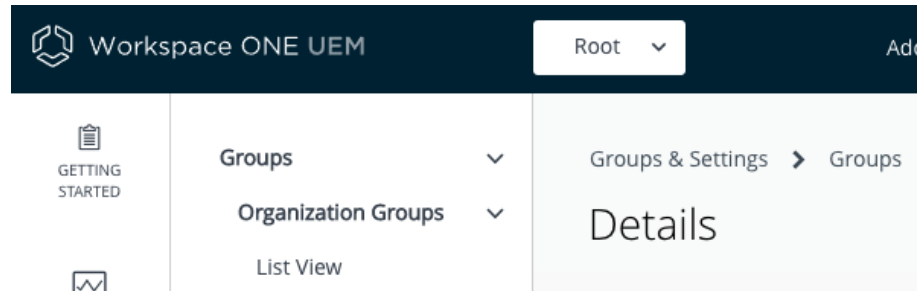 Workspace ONE UEM
Root
GETTING
STARTED
Groups
Organization Groups
List View
Groups & Settings > Groups
Details